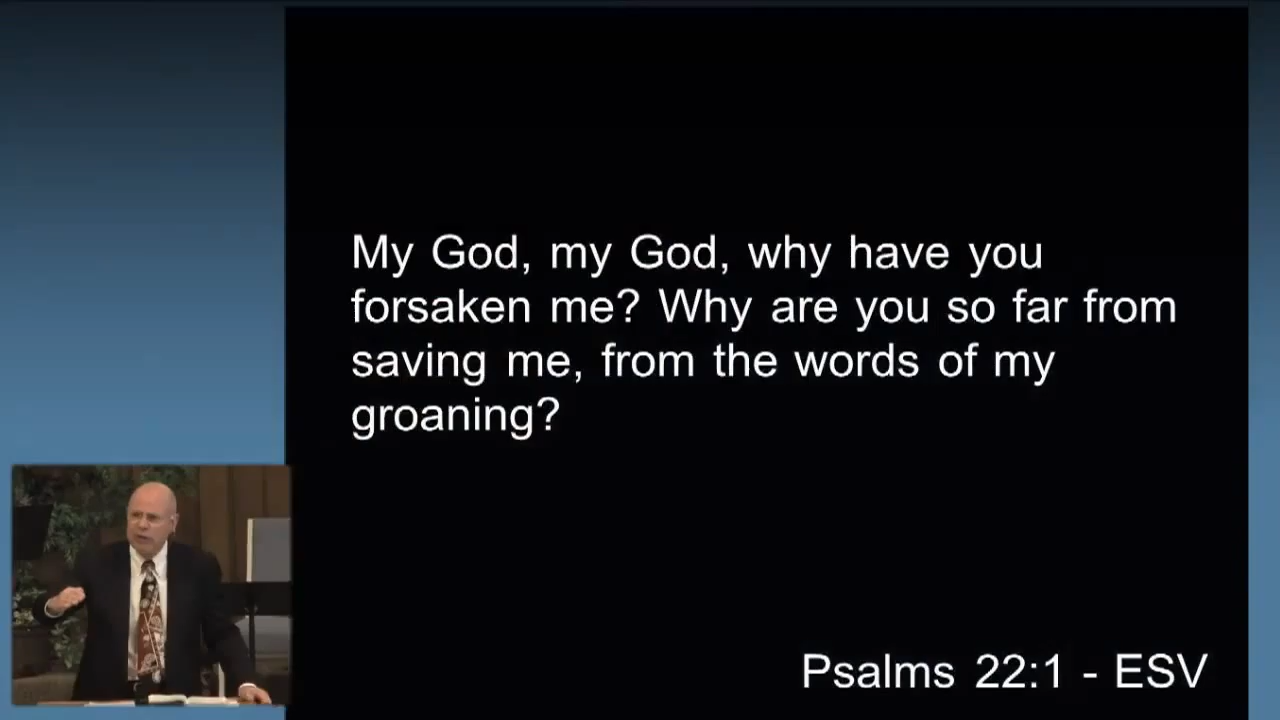 My God, my God, why have you
forsaken me? Why are you so far from
saving me, from the words of my
groaning?
Psalms 22:1 - ESV